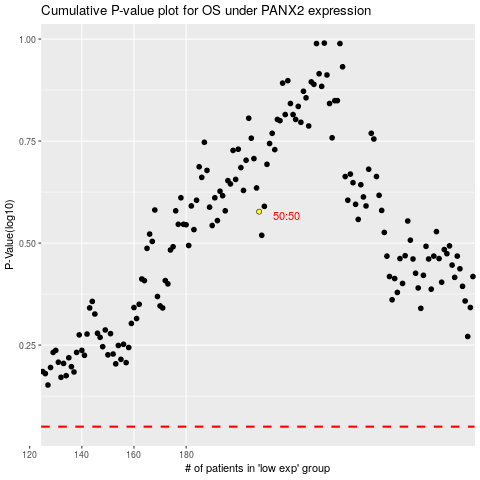 Cumulative P-value plot for OS under PANX2 expression
P-Value(log10)
1.00
0.75
0.50
0.25
50:50
120 140 160 180
# of patients in 'low exp' group